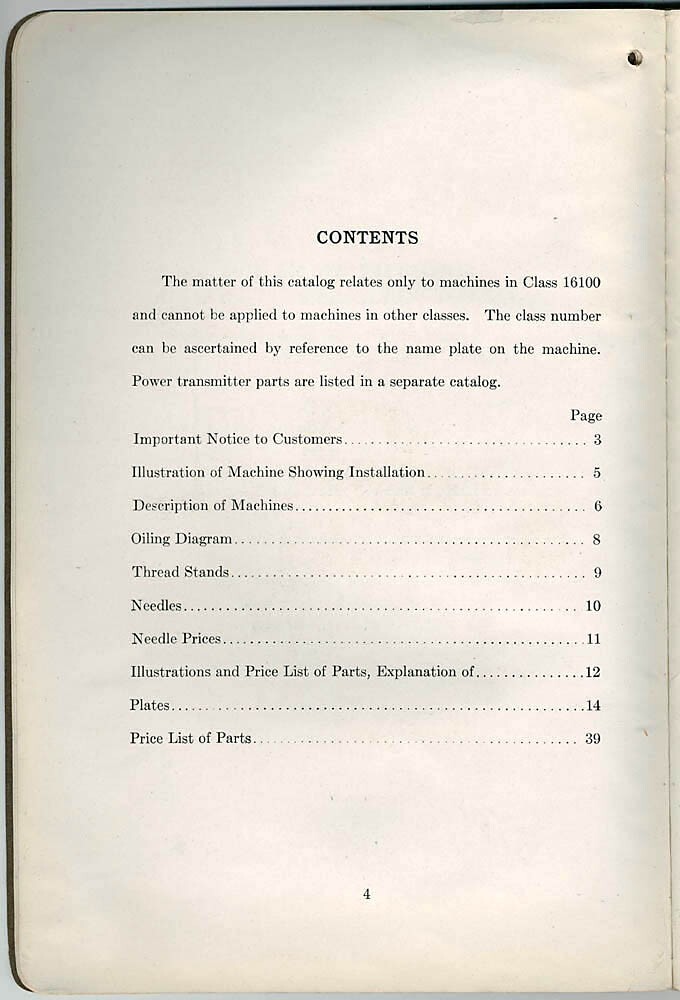 CONTENTS
The matter of this catalog relates only to machines in Class 16100
and cannot be applied to machines in other classes. The class number
can be ascertained by reference to the name plate on the machine.
Power transmitter parts are listed in a separate catalog.
Page
Important Notice to Customers................................ 3
Illustration of Machine Showing Installation...................... 5
Description of Machines........................................ 6
Oiling Diagram................................................ 8
Thread Stands................................................ 9
Needles..................................................... 10
Needle Prices................................................11
Illustrations and Price List of Parts, Explanation of................12
Plates.......................................................14
Price List of Parts........................................... 39
4